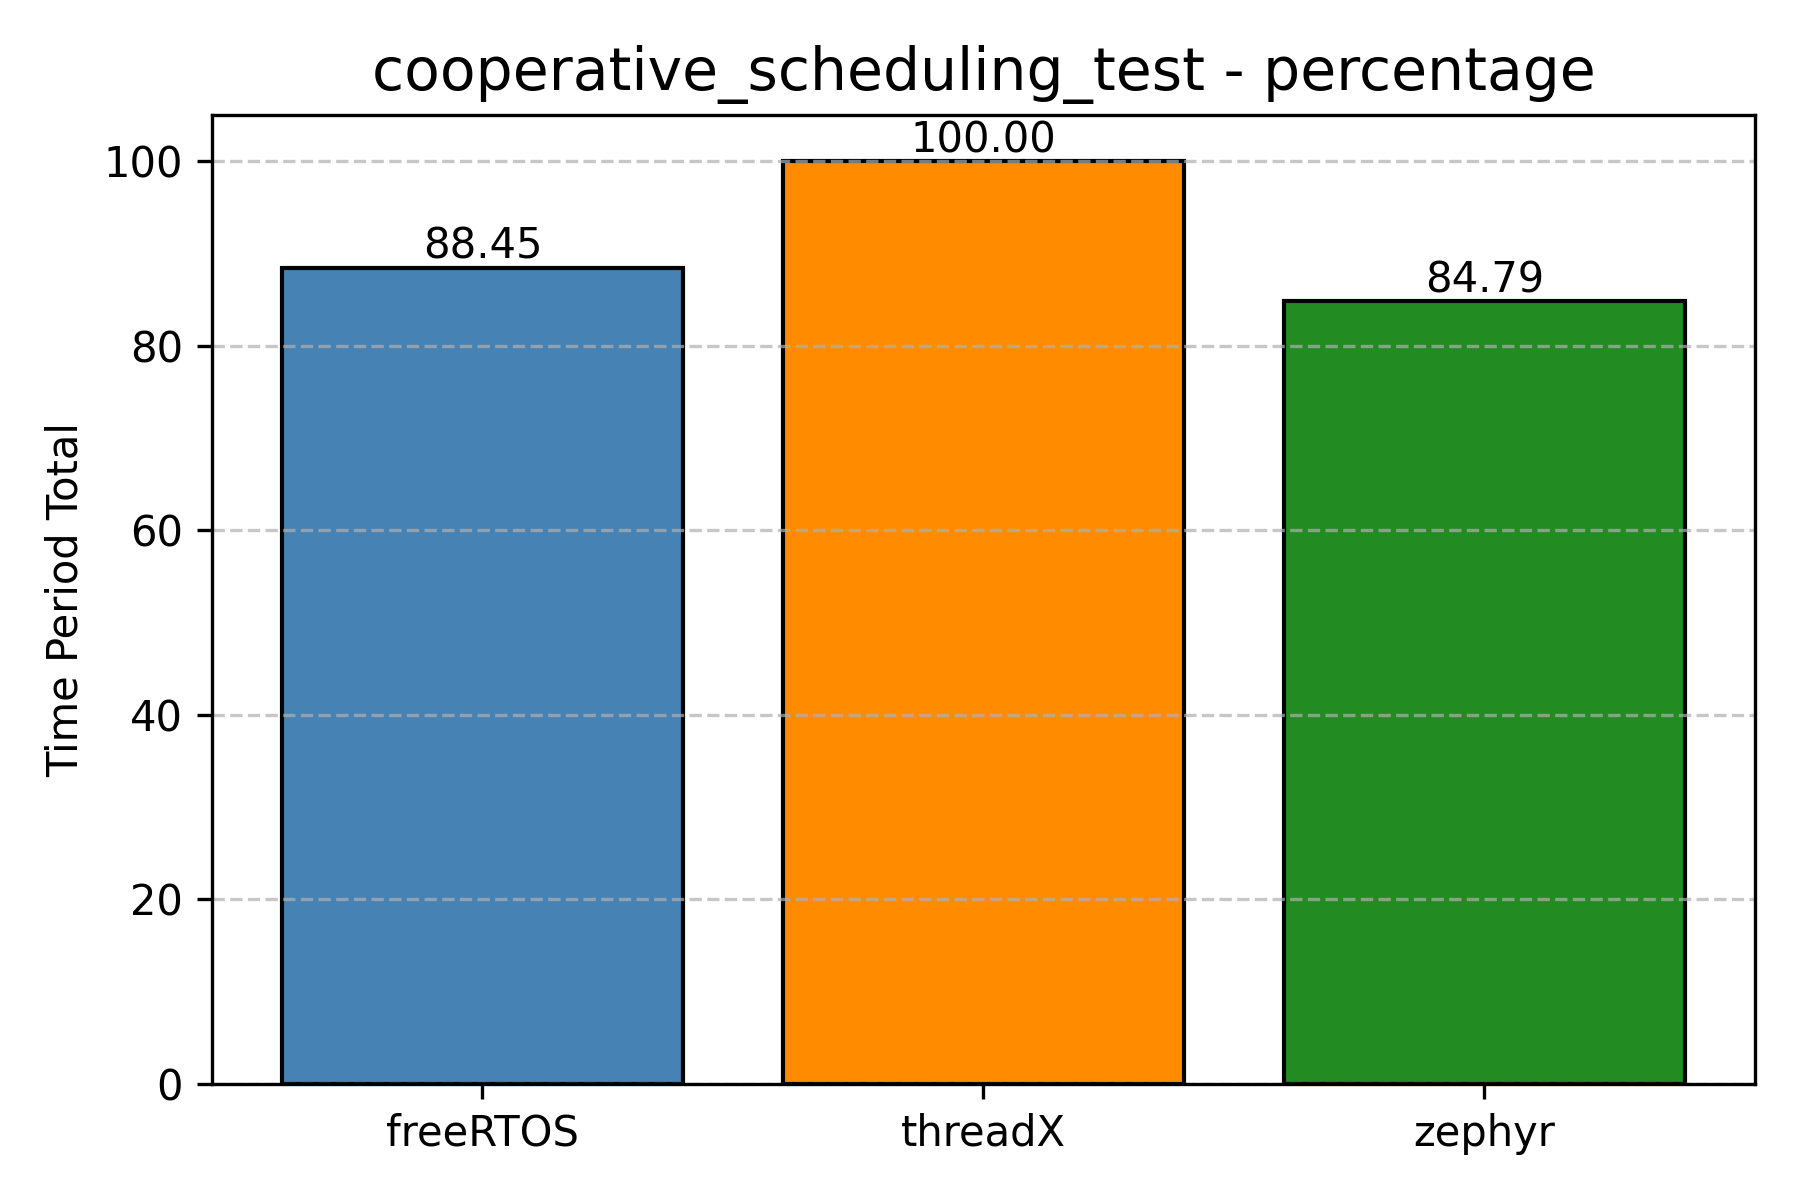 cooperative_scheduling_test - percentage
100.00
88.45
84.79
Time Period Total
100
80
60
40
20
0
freeRTOS
threadX
zephyr